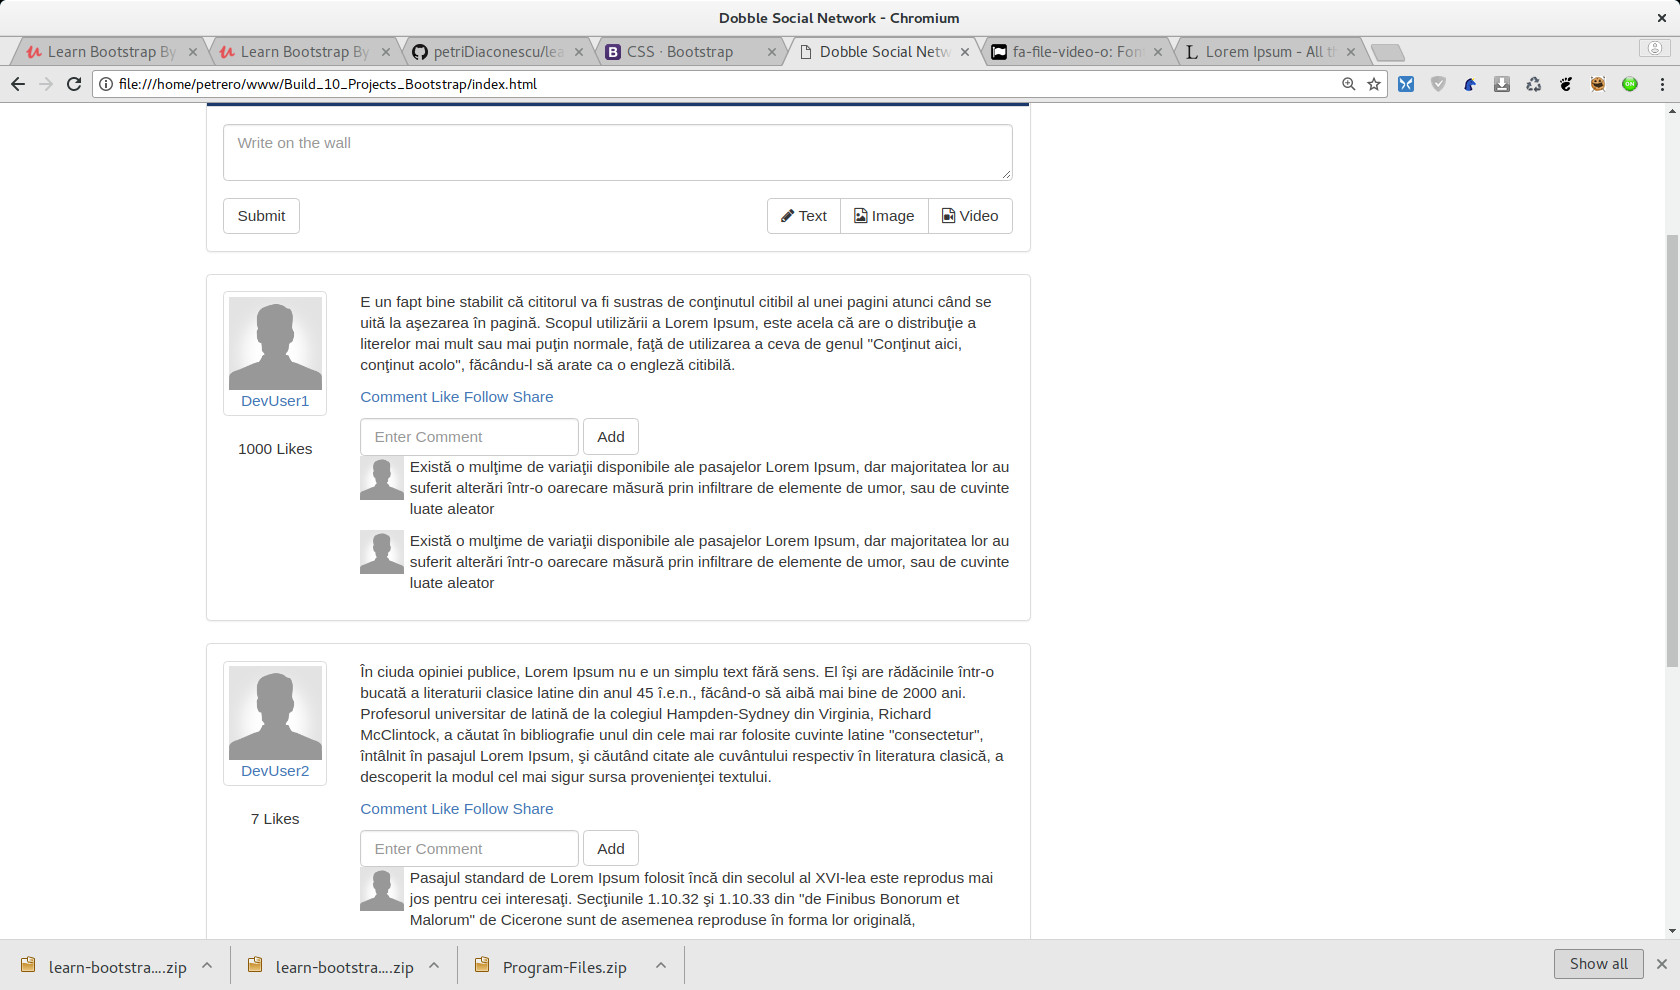 Dobble Social Network - Chromium
Learn Bootstrap By
Learn Bootstrap By
petriDiaconescu/lea
CSS · Bootstrap
Dobble Social Netw
fa-file-video-o: Fon
Lorem Ipsum - All th
file:///home/petrero/www/Build_10_Projects_Bootstrap/index.html
Write on the wall
Submit
Text
Image
Video
E un fapt bine stabilit că cititorul va fi sustras de conţinutul citibil al unei pagini atunci când se
uită la aşezarea în pagină. Scopul utilizării a Lorem Ipsum, este acela că are o distribuţie a
literelor mai mult sau mai puţin normale, faţă de utilizarea a ceva de genul "Conţinut aici,
conţinut acolo", făcându-l să arate ca o engleză citibilă.
DevUser1
1000 Likes
Comment Like Follow Share
Enter Comment
Add
Există o mulţime de variaţii disponibile ale pasajelor Lorem Ipsum, dar majoritatea lor au
suferit alterări într-o oarecare măsură prin infiltrare de elemente de umor, sau de cuvinte
luate aleator
Există o mulţime de variaţii disponibile ale pasajelor Lorem Ipsum, dar majoritatea lor au
suferit alterări într-o oarecare măsură prin infiltrare de elemente de umor, sau de cuvinte
luate aleator
În ciuda opiniei publice, Lorem Ipsum nu e un simplu text fără sens. El îşi are rădăcinile într-o
bucată a literaturii clasice latine din anul 45 î.e.n., făcând-o să aibă mai bine de 2000 ani.
Profesorul universitar de latină de la colegiul Hampden-Sydney din Virginia, Richard
McClintock, a căutat în bibliografie unul din cele mai rar folosite cuvinte latine "consectetur",
întâlnit în pasajul Lorem Ipsum, şi căutând citate ale cuvântului respectiv în literatura clasică, a
descoperit la modul cel mai sigur sursa provenienţei textului.
DevUser2
7 Likes
Comment Like Follow Share
Enter Comment
Add
Pasajul standard de Lorem Ipsum folosit încă din secolul al XVI-lea este reprodus mai
jos pentru cei interesaţi. Secţiunile 1.10.32 şi 1.10.33 din "de Finibus Bonorum et
Malorum" de Cicerone sunt de asemenea reproduse în forma lor originală,
learn-bootstra....zip
learn-bootstra....zip
Program-Files.zip
Show all